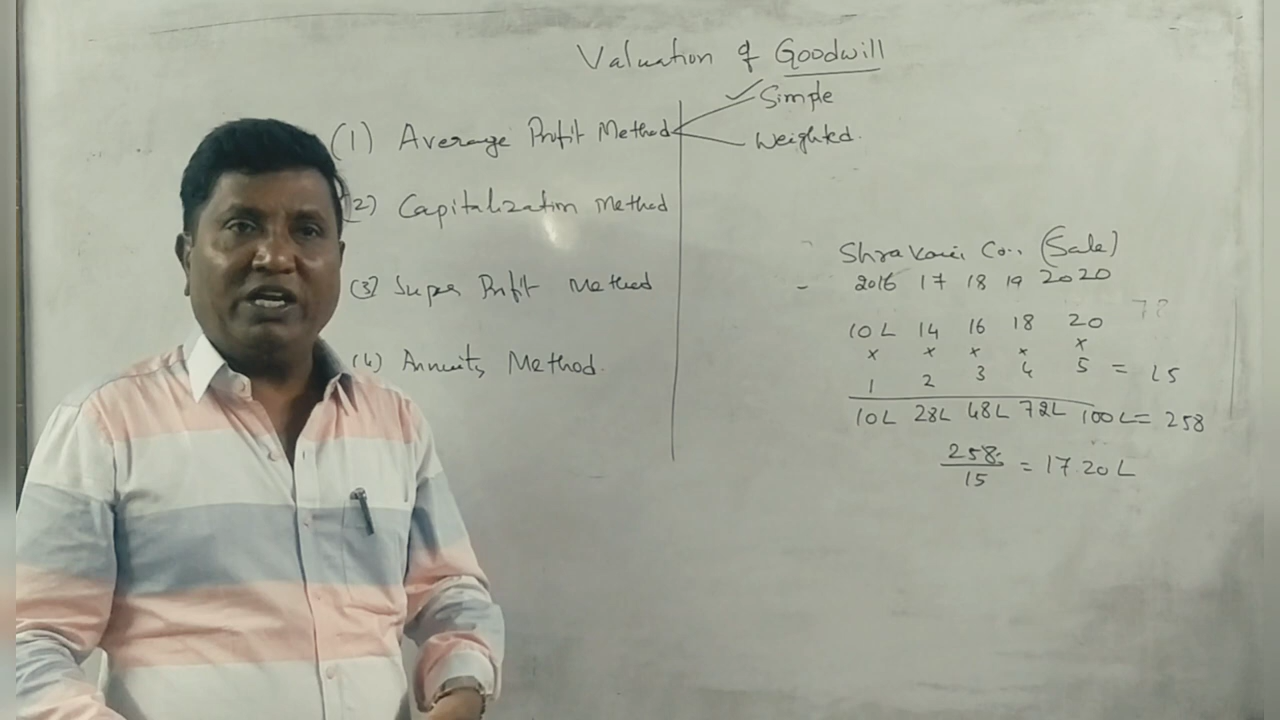 Valuation of Goodwill
(1) Average Profit Method
Simple
Weighted.
(2) Capitalization Method
(3) Super Profit Method
(4) Annuity Method.
Co.. (Sale)
2016 17 18 19 2020
10 L 14 16 18 20
x x x x x
1 2 3 4 5 = 15
10L 28L 48L 72L 100L = 258
258
15
= 17.20 L